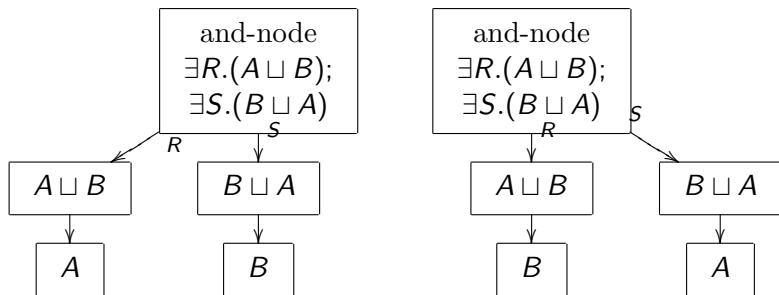 and-node
∃R.(A ⊔ B);
∃S.(B ⊔ A)
R
S
A ⊔ B
B ⊔ A
A
B
and-node
∃R.(A ⊔ B);
∃S.(B ⊔ A)
R
S
A ⊔ B
B ⊔ A
B
A